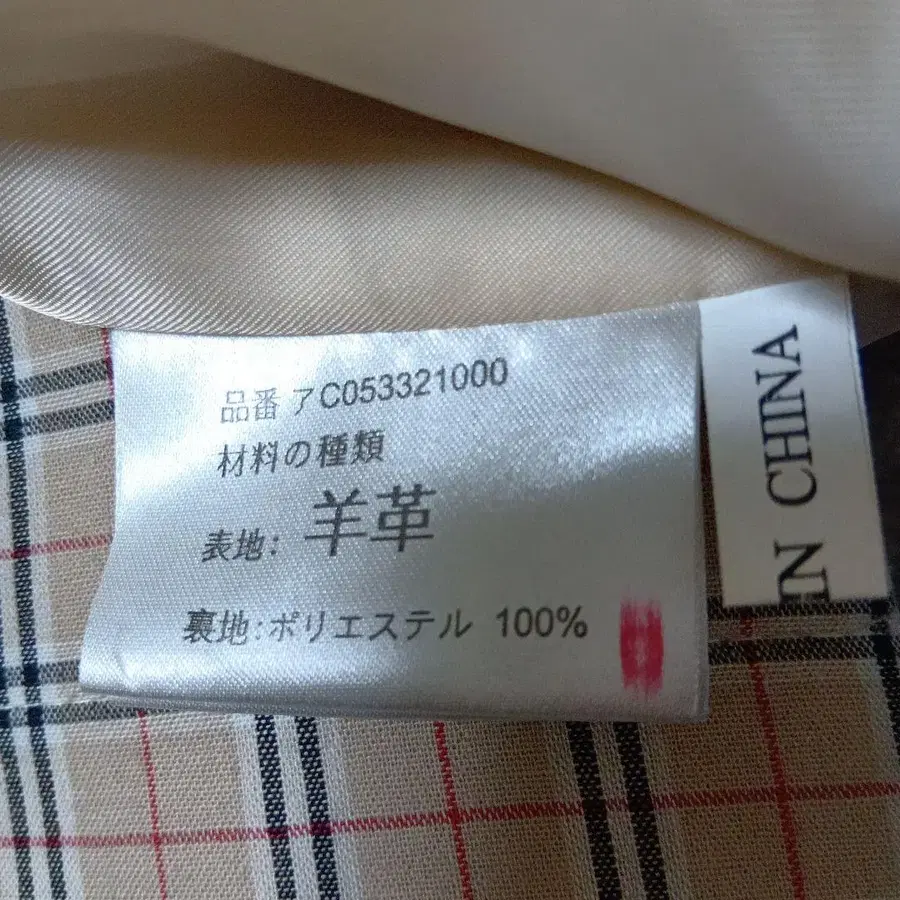 品番 アC053321000
材料の種類
表地: 羊革
裏地:ポリエステル 100%
IN CHINA